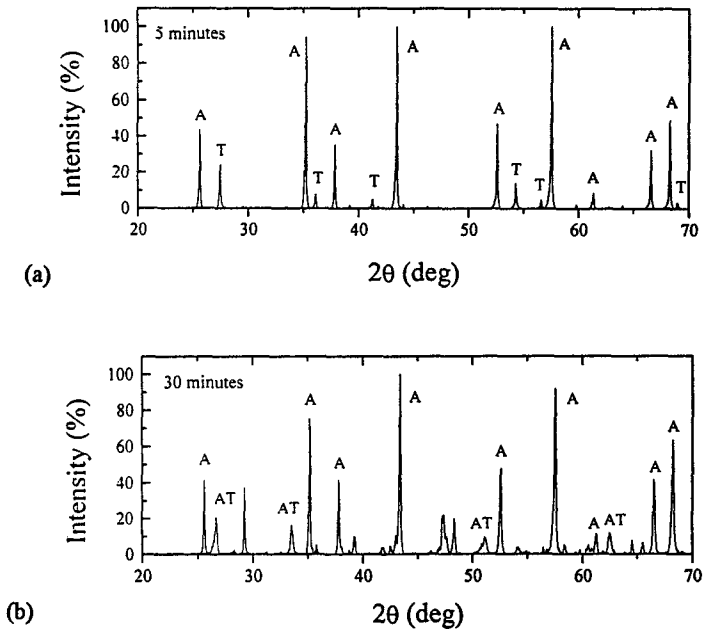 5 minutes
100
80
60
40
20
0
Intensity (%)
A
T
A
T
A
T
A
A
T
T
A
A
A
A
T
20 30 40 50 60 70
2θ (deg)
(a)
30 minutes
100
80
60
40
20
0
Intensity (%)
A
AT
AT
A
A
A
AT
A
A
A
AT
A
A
20 30 40 50 60 70
2θ (deg)
(b)